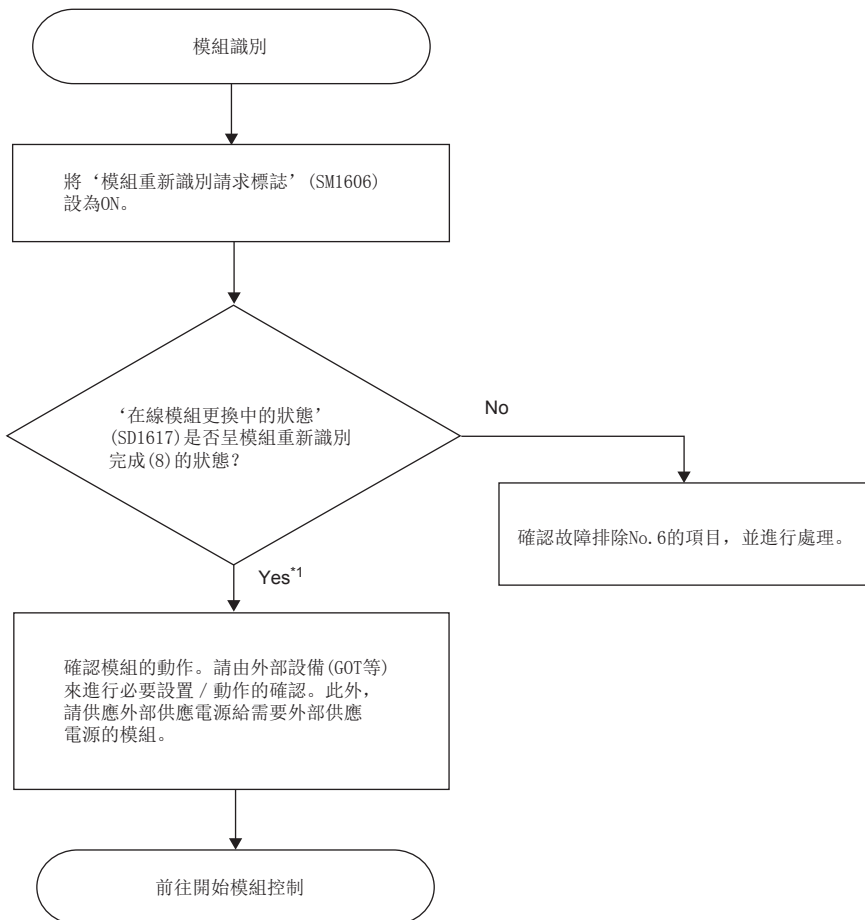 模組識別
將‘模組重新識別請求標誌’(SM1606)
設為ON。
‘在線模組更換中的狀態’
(SD1617)是否呈模組重新識別
完成(8)的狀態?
No
確認故障排除No.6的項目，並進行處理。
Yes*1
確認模組的動作。請由外部設備(GOT等)
來進行必要設置／動作的確認。此外，
請供應外部供應電源給需要外部供應
電源的模組。
前往開始模組控制